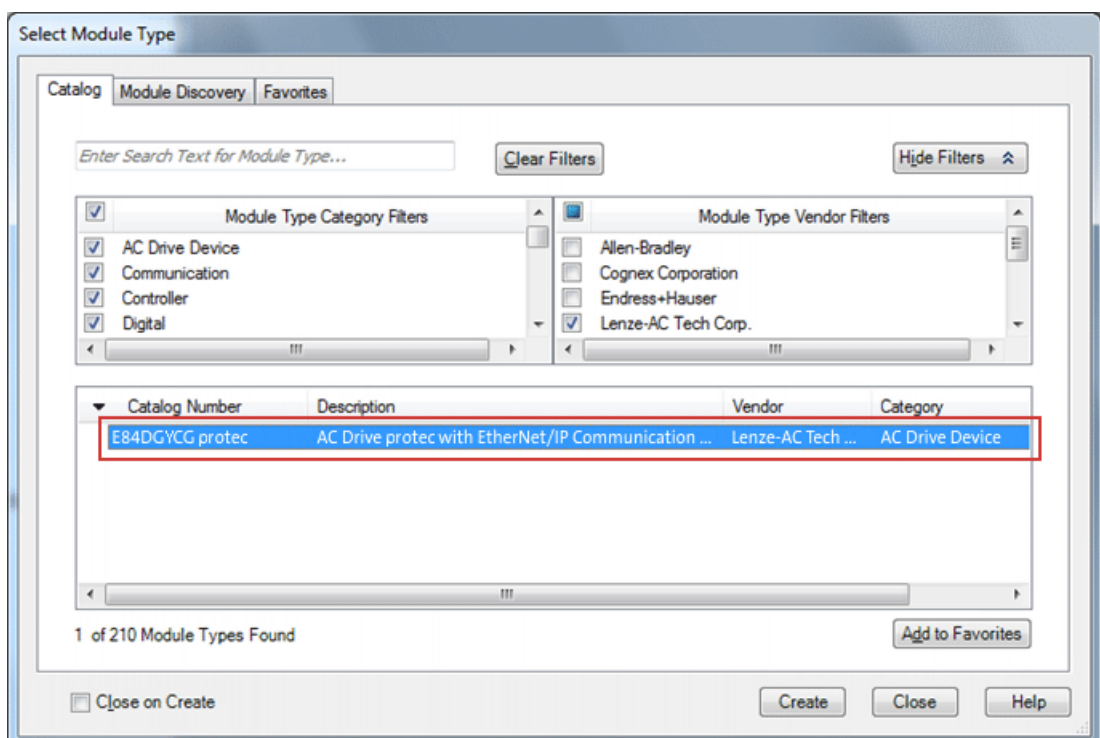 Select Module Type
Catalog Module Discovery Favorites
Enter Search Text for Module Type... Clear Filters Hide Filters
Module Type Category Filters Module Type Vendor Filters
AC Drive Device Allen-Bradley
Communication Cognex Corporation
Controller Endress+Hauser
Digital Lenze-AC Tech Corp.
Catalog Number Description Vendor Category
E84DGYCG protec AC Drive protec with EtherNet/IP Communication ... Lenze-AC Tech ... AC Drive Device
1 of 210 Module Types Found Add to Favorites
Close on Create Create Close Help